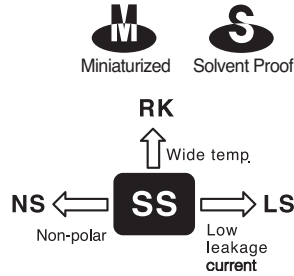 M S
Miniaturized Solvent Proof
RK
Wide temp.
NS SS LS
Non-polar Low
leakage
current